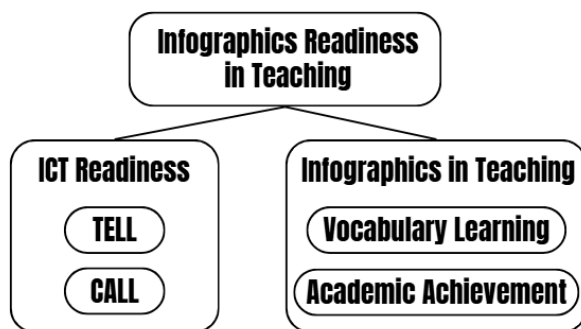 Infographics Readiness
in Teaching
ICT Readiness
TELL
CALL
Infographics in Teaching
Vocabulary Learning
Academic Achievement